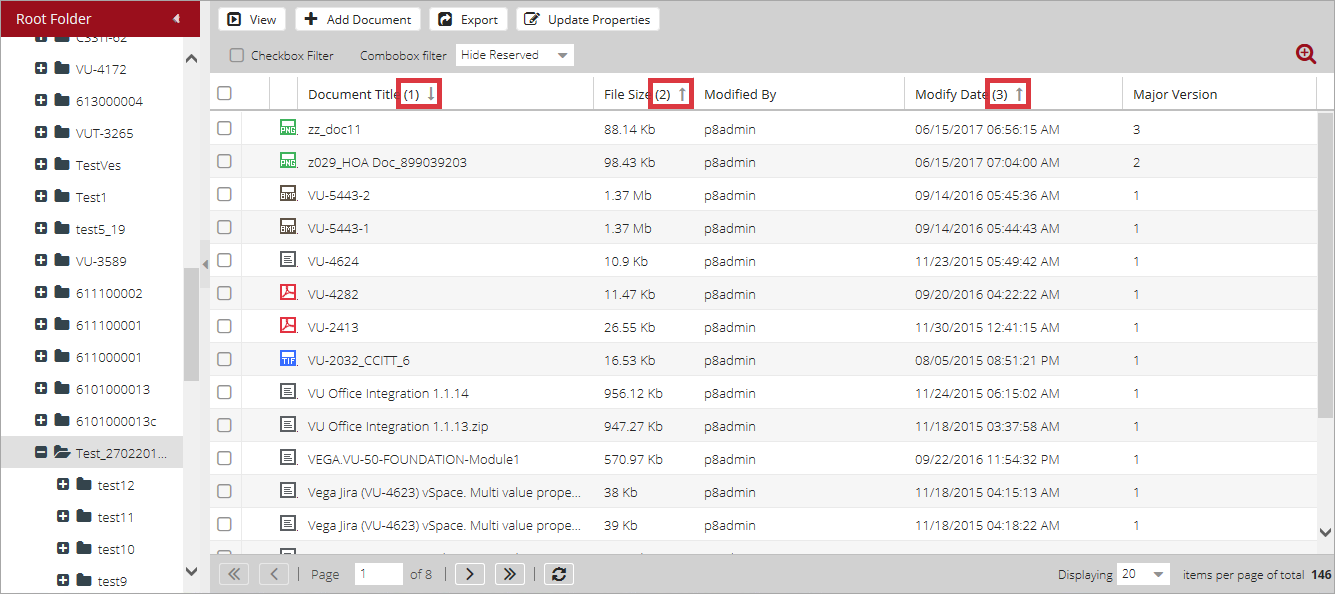 Root Folder
View
Add Document
Export
Update Properties
Checkbox Filter
Combobox filter
Hide Reserved
CS31i-62
VU-4172
613000004
VUT-3265
TestVes
Test1
test5_19
VU-3589
611100002
611100001
611000001
6101000013
6101000013c
Test_2702201...
test12
test11
test10
test9
Document Title (1) File Size (2) Modified By Modify Date (3) Major Version
PNG zz_doc11 88.14 Kb p8admin 06/15/2017 06:56:15 AM 3
PNG z029_HOA Doc_899039203 98.43 Kb p8admin 06/15/2017 07:04:00 AM 2
BMP VU-5443-2 1.37 Mb p8admin 09/14/2016 05:45:36 AM 1
BMP VU-5443-1 1.37 Mb p8admin 09/14/2016 05:44:43 AM 1
VU-4624 10.9 Kb p8admin 11/23/2015 05:49:42 AM 1
VU-4282 11.47 Kb p8admin 09/20/2016 04:22:22 AM 1
VU-2413 26.55 Kb p8admin 11/30/2015 12:41:15 AM 1
TIF VU-2032_CCITT_6 16.53 Kb p8admin 08/05/2015 08:51:21 PM 1
VU Office Integration 1.1.14 956.12 Kb p8admin 11/24/2015 06:15:02 AM 1
VU Office Integration 1.1.13.zip 947.27 Kb p8admin 11/18/2015 03:37:58 AM 1
VEGA.VU-50-FOUNDATION-Module1 570.97 Kb p8admin 09/22/2016 11:54:32 PM 1
Vega Jira (VU-4623) vSpace. Multi value prope... 38 Kb p8admin 11/18/2015 04:15:13 AM 1
Vega Jira (VU-4623) vSpace. Multi value prope... 39 Kb p8admin 11/18/2015 04:18:22 AM 1
Page 1 of 8
Displaying 20 items per page of total 146